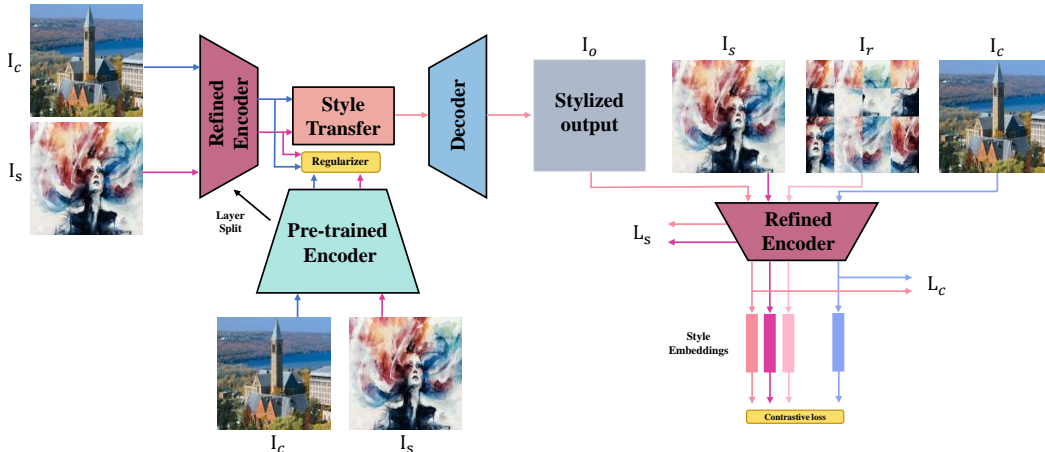 I_c
I_s
Refined
Encoder
Style
Transfer
Regularizer
Decoder
Layer
Split
Pre-trained
Encoder
I_c
I_s
I_o
I_s
I_r
I_c
Stylized
output
Refined
Encoder
L_s
L_c
Style
Embeddings
Contrastive loss